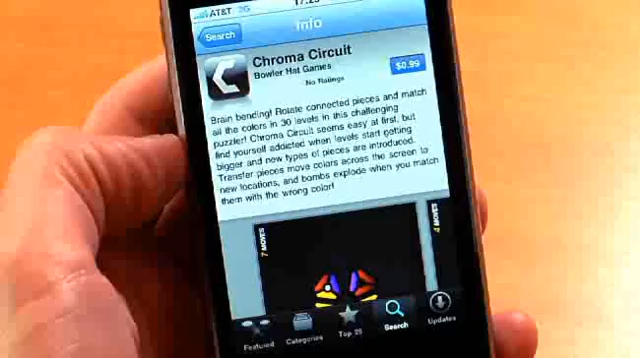 AT&T 3G 17:25
Search Info
Chroma Circuit
Bowler Hat Games
$0.99
No Ratings
Brain bending! Rotate connected pieces and match
all the colors in 30 levels in this challenging
puzzler! Chroma Circuit seems easy at first, but
find yourself addicted when levels start getting
bigger and new types of pieces are introduced.
Transfer pieces move colors across the screen to
new locations, and bombs explode when you match
them with the wrong color!
7 MOVES
4 MOVES
Featured Categories Top 25 Search Updates